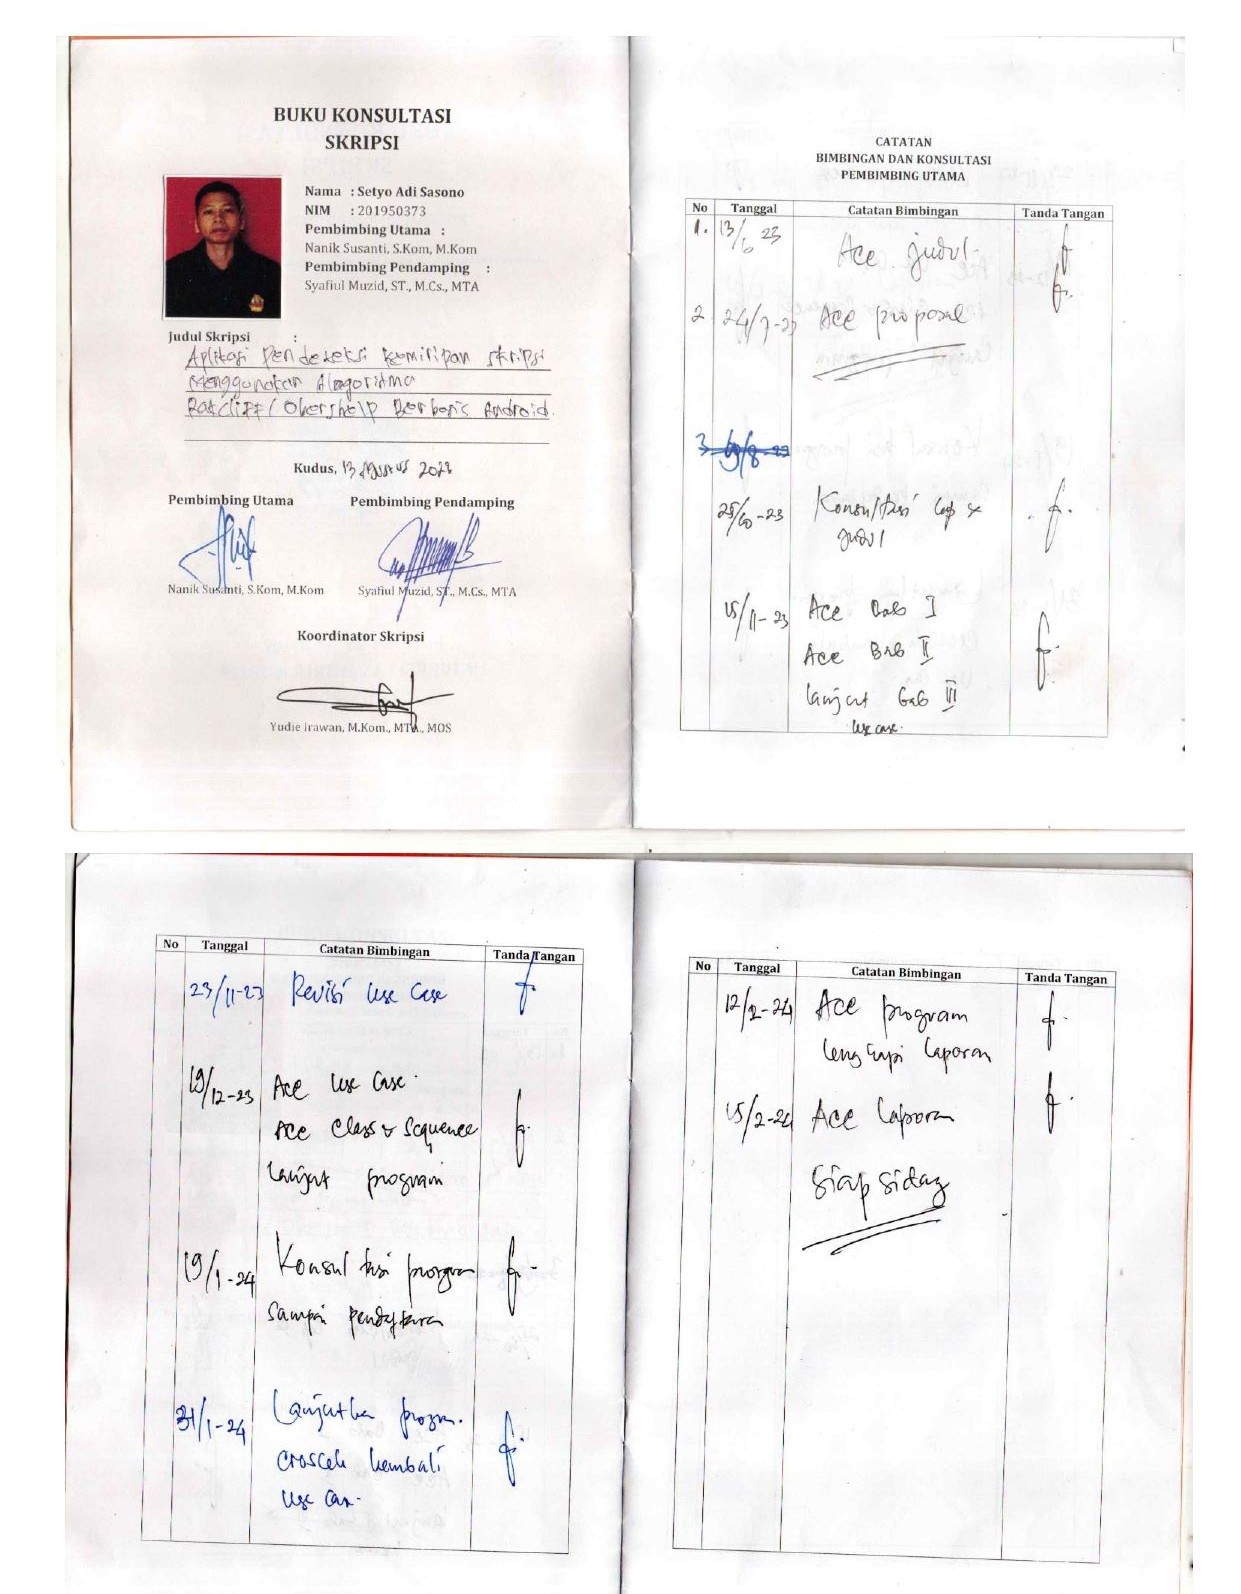 BUKU KONSULTASI
SKRIPSI
Nama : Setyo Adi Sasono
NIM : 201950373
Pembimbing Utama :
Nanik Susanti, S.Kom, M.Kom
Pembimbing Pendamping :
Syafiul Muzid, ST., M.Cs., MTA
Judul Skripsi :
Aplikasi Pendeteksi Kemiripan Skripsi
Menggunakan Alogoritma
Ratcliff/Obershelp Berbasis Android.
Kudus, 13 Agustus 2023
Pembimbing Utama Pembimbing Pendamping
Nanik Susanti, S.Kom, M.Kom Syafiul Muzid, ST., M.Cs., MTA
Koordinator Skripsi
Yudie Irawan, M.Kom., MTA., MOS
CATATAN
BIMBINGAN DAN KONSULTASI
PEMBIMBING UTAMA
No Tanggal Catatan Bimbingan Tanda Tangan
1. 13/6 23 Acc judul
2 24/7-23 Acc proposal
3
25/10-23 Konsultasi
judul
15/11-23 Acc Bab I
Acc Bab II
lanjut bab III
use case.
No Tanggal Catatan Bimbingan Tanda Tangan
23/11-23 Revisi Use Case
19/12-23 Acc Use Case.
Acc Class & Sequence
lanjut program
19/1-24 Konsultasi program
sampai
31/1-24 Lanjutkan program.
croscek kembali
use case.
No Tanggal Catatan Bimbingan Tanda Tangan
12/2-24 Acc program
lengkapi laporan
15/2-24 Acc Laporan
Siap sidang